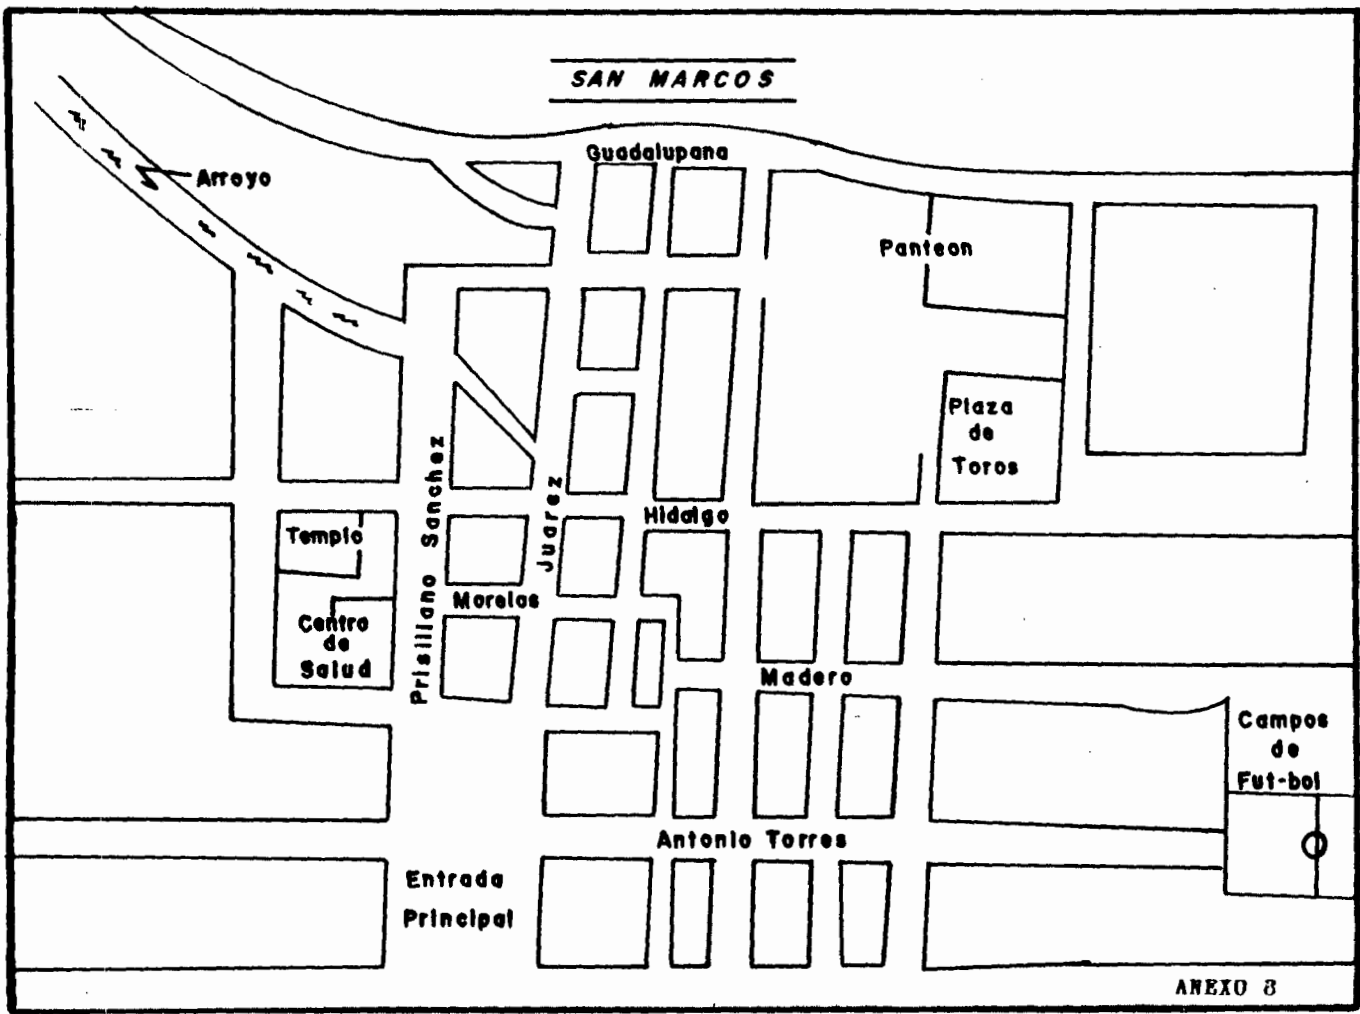 SAN MARCOS
Guadalupana
Arroyo
Panteon
Plaza
de
Toros
Prisiliano Sanchez
Juarez
Hidalgo
Templo
Morelos
Centro
de
Salud
Madero
Campos
de
Fut-bol
Antonio Torres
Entrada
Principal
ANEXO 3